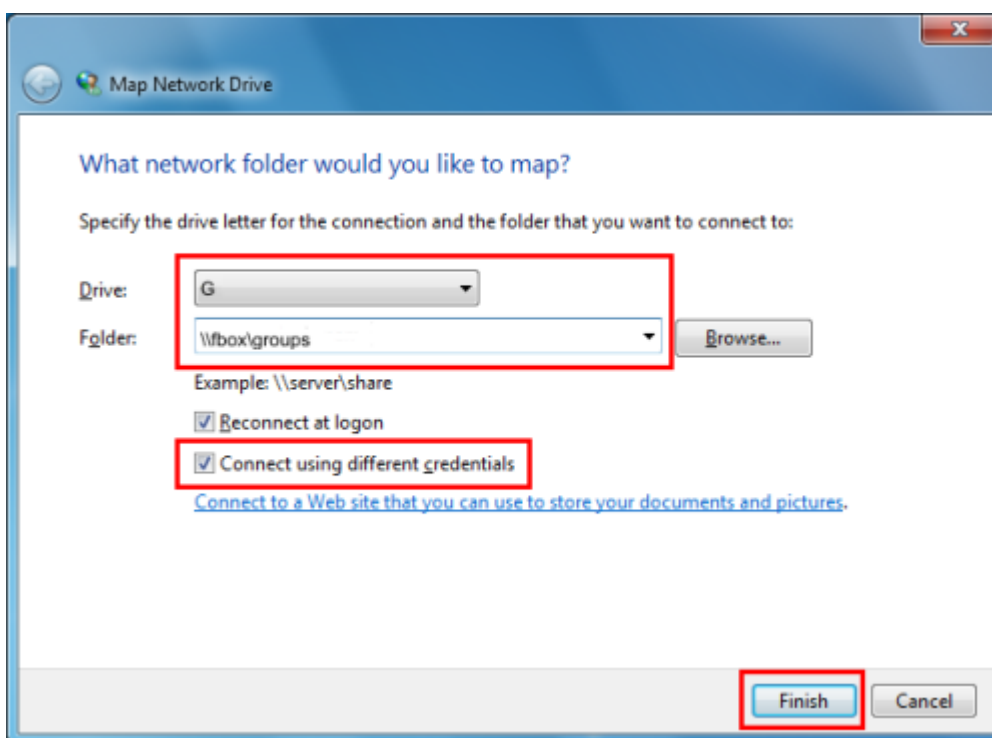 Map Network Drive
What network folder would you like to map?
Specify the drive letter for the connection and the folder that you want to connect to:
Drive: G
Folder: \\fbox\groups Browse...
Example: \\server\share
Reconnect at logon
Connect using different credentials
Connect to a Web site that you can use to store your documents and pictures.
Finish Cancel